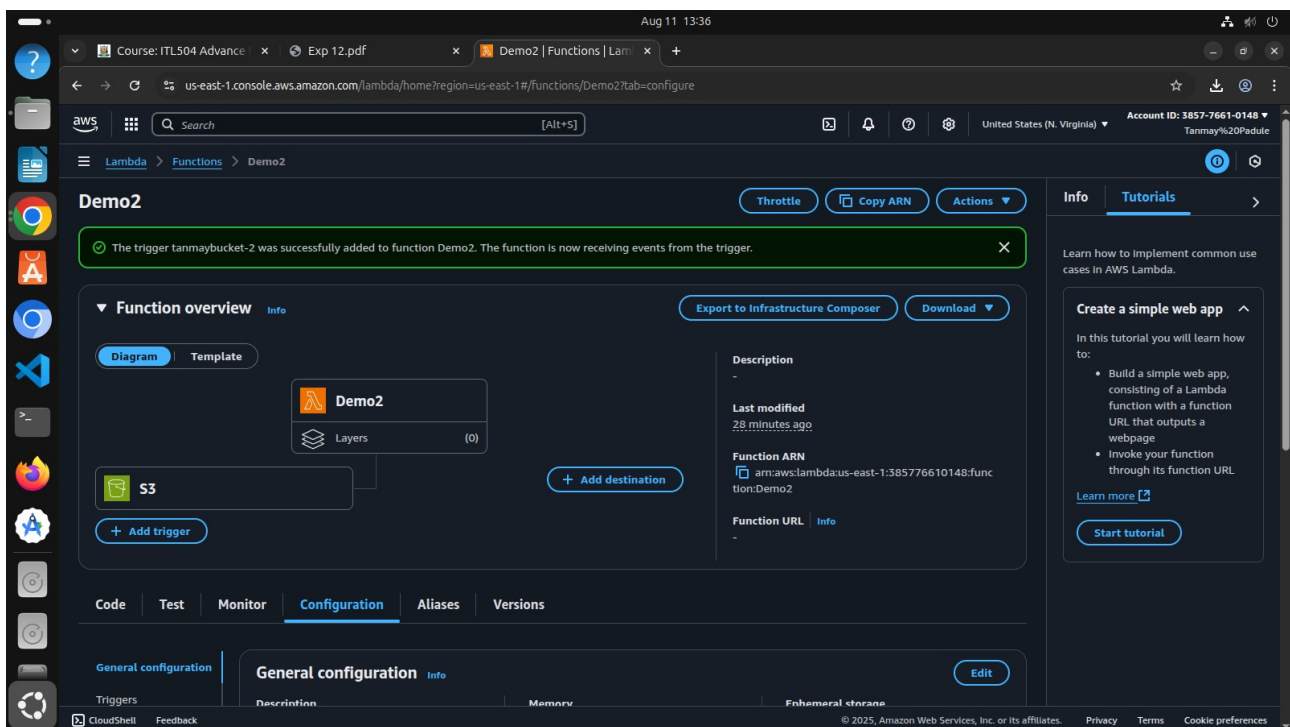 Aug 11 13:36
Course: ITL504 Advance
Exp 12.pdf
Demo2 | Functions | Lam
us-east-1.console.aws.amazon.com/lambda/home?region=us-east-1#/functions/Demo2?tab=configure
aws
Search
[Alt+S]
United States (N. Virginia) ▼
Account ID: 3857-7661-0148 ▼
Tanmay%20Padule
Lambda > Functions > Demo2
Demo2
Throttle
Copy ARN
Actions ▼
The trigger tanmaybucket-2 was successfully added to function Demo2. The function is now receiving events from the trigger.
▼ Function overview Info
Export to Infrastructure Composer
Download ▼
Diagram
Template
Demo2
Layers (0)
S3
+ Add trigger
+ Add destination
Description
-
Last modified
28 minutes ago
Function ARN
arn:aws:lambda:us-east-1:385776610148:func
tion:Demo2
Function URL Info
-
Code
Test
Monitor
Configuration
Aliases
Versions
General configuration
Triggers
General configuration Info
Edit
Description
Memory
Ephemeral storage
Info
Tutorials
Learn how to implement common use
cases in AWS Lambda.
Create a simple web app
In this tutorial you will learn how
to:
• Build a simple web app,
consisting of a Lambda
function with a function
URL that outputs a
webpage
• Invoke your function
through its function URL
Learn more
Start tutorial
CloudShell
Feedback
© 2025, Amazon Web Services, Inc. or its affiliates.
Privacy
Terms
Cookie preferences